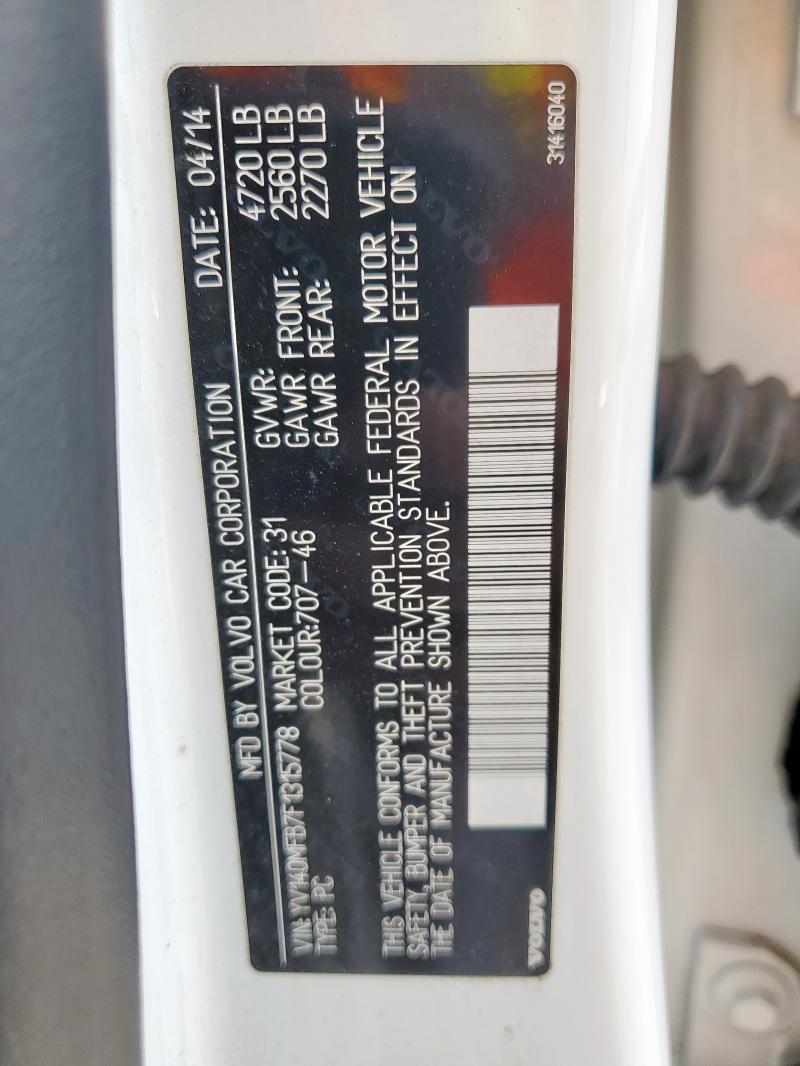 MFD BY VOLVO CAR CORPORATION DATE: 04/14
VIN: YV140MFB7F1315778 MARKET CODE: 31 GVWR: 4720 LB
TYPE: PC COLOUR: 707-46 GAWR FRONT: 2560 LB
GAWR REAR: 2270 LB
THIS VEHICLE CONFORMS TO ALL APPLICABLE FEDERAL MOTOR VEHICLE
SAFETY, BUMPER AND THEFT PREVENTION STANDARDS IN EFFECT ON
THE DATE OF MANUFACTURE SHOWN ABOVE.
VOLVO 31416040